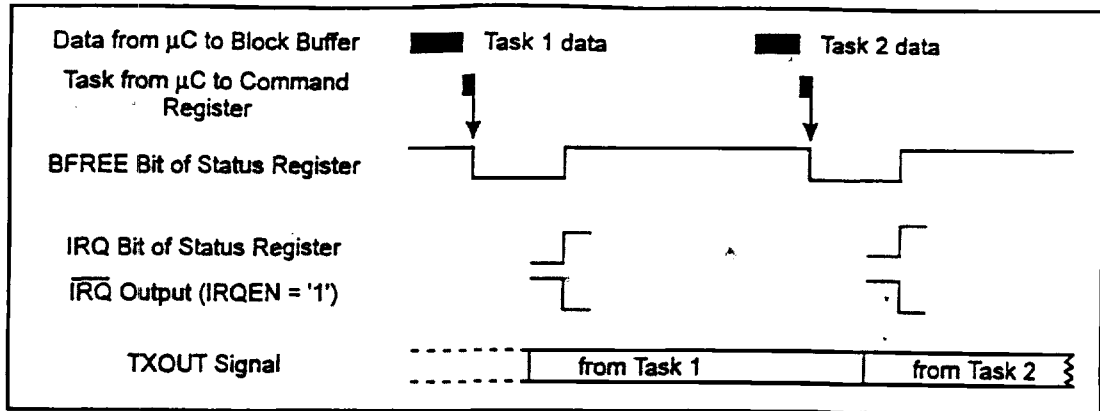 Data from μC to Block Buffer
Task 1 data
Task 2 data
Task from μC to Command
Register
BFREE Bit of Status Register
IRQ Bit of Status Register
I̅R̅Q̅ Output (IRQEN = '1')
TXOUT Signal
from Task 1
from Task 2